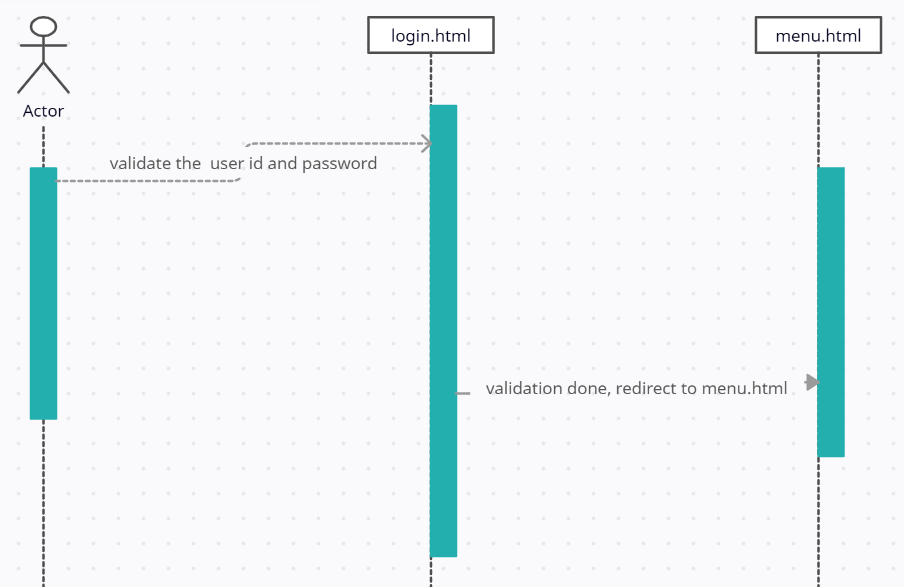 login.html
menu.html
Actor
validate the  user id and password
validation done, redirect to menu.html